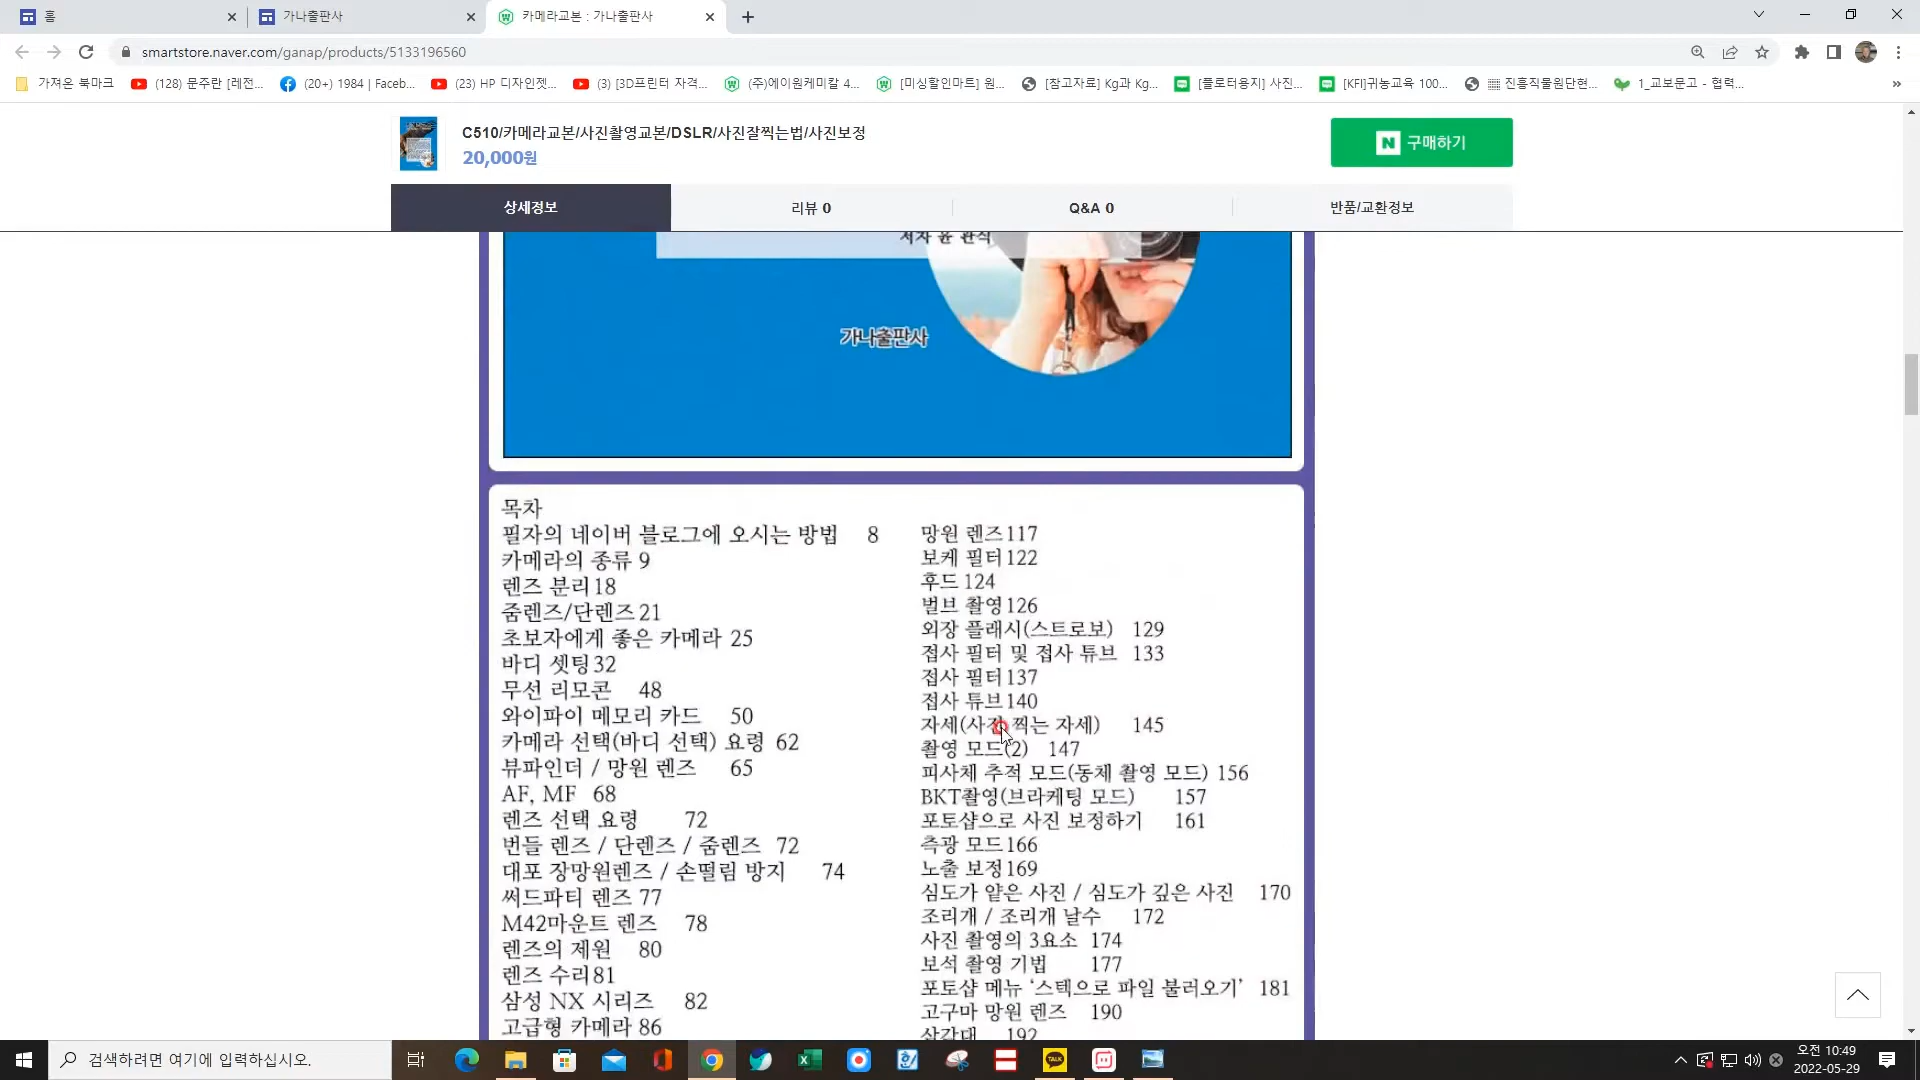 홈
가나출판사
카메라교본 : 가나출판사
smartstore.naver.com/ganap/products/5133196560
가져온 북마크
(128) 문주란 [레전...
(20+) 1984 | Faceb...
(23) HP 디자인젯...
(3) [3D프린터 자격...
(주)에이원케미칼 4...
[미싱할인마트] 원...
[참고자료] Kg과 Kg...
[플로터용지] 사진...
[KFI]귀농교육 100...
진흥직물원단현...
1_교보문고 - 협력...
C510/카메라교본/사진촬영교본/DSLR/사진잘찍는법/사진보정
20,000원
N 구매하기
상세정보
리뷰 0
Q&A 0
반품/교환정보
저자 윤 관식
가나출판사
목차
필자의 네이버 블로그에 오시는 방법 8
카메라의 종류 9
렌즈 분리 18
줌렌즈/단렌즈 21
초보자에게 좋은 카메라 25
바디 셋팅 32
무선 리모콘 48
와이파이 메모리 카드 50
카메라 선택(바디 선택) 요령 62
뷰파인더 / 망원 렌즈 65
AF, MF 68
렌즈 선택 요령 72
번들 렌즈 / 단렌즈 / 줌렌즈 72
대포 장망원렌즈 / 손떨림 방지 74
써드파티 렌즈 77
M42마운트 렌즈 78
렌즈의 제원 80
렌즈 수리 81
삼성 NX 시리즈 82
고급형 카메라 86
망원 렌즈 117
보케 필터 122
후드 124
벌브 촬영 126
외장 플래시(스트로보) 129
접사 필터 및 접사 튜브 133
접사 필터 137
접사 튜브 140
자세(사진 찍는 자세) 145
촬영 모드(2) 147
피사체 추적 모드(동체 촬영 모드) 156
BKT촬영(브라케팅 모드) 157
포토샵으로 사진 보정하기 161
측광 모드 166
노출 보정 169
심도가 얕은 사진 / 심도가 깊은 사진 170
조리개 / 조리개 날수 172
사진 촬영의 3요소 174
보석 촬영 기법 177
포토샵 메뉴 ‘스텍으로 파일 불러오기’ 181
고구마 망원 렌즈 190
삼각대 192
검색하려면 여기에 입력하십시오.
TALK
오전 10:49
2022-05-29